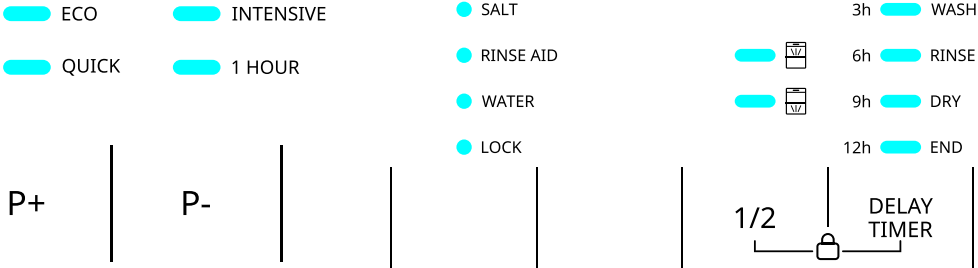 ECO
INTENSIVE
QUICK
1 HOUR
SALT
RINSE AID
WATER
LOCK
3h WASH
6h RINSE
9h DRY
12h END
P+
P-
1/2
DELAY
TIMER